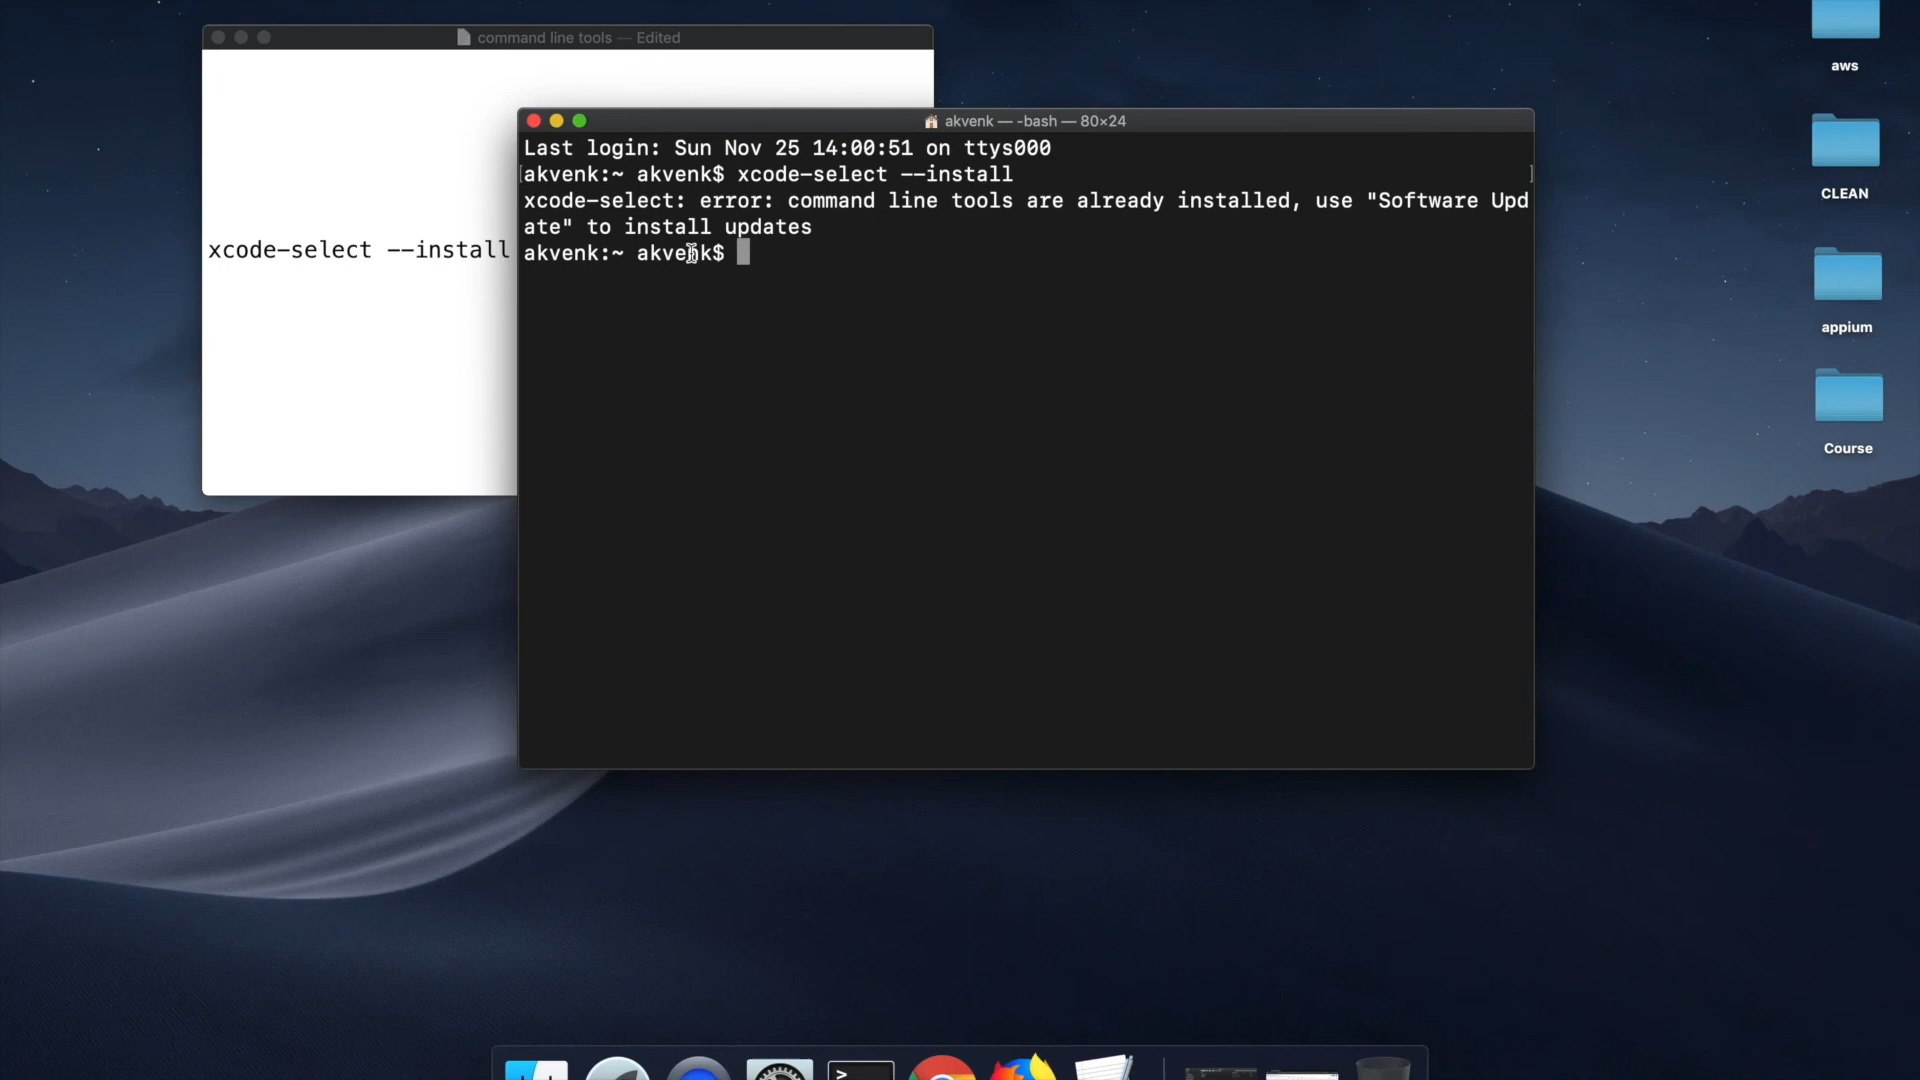 command line tools — Edited
xcode-select --install
akvenk — -bash — 80×24
Last login: Sun Nov 25 14:00:51 on ttys000
[akvenk:~ akvenk$ xcode-select --install ]
xcode-select: error: command line tools are already installed, use "Software Upd
ate" to install updates
akvenk:~ akvenk$
aws
CLEAN
appium
Course